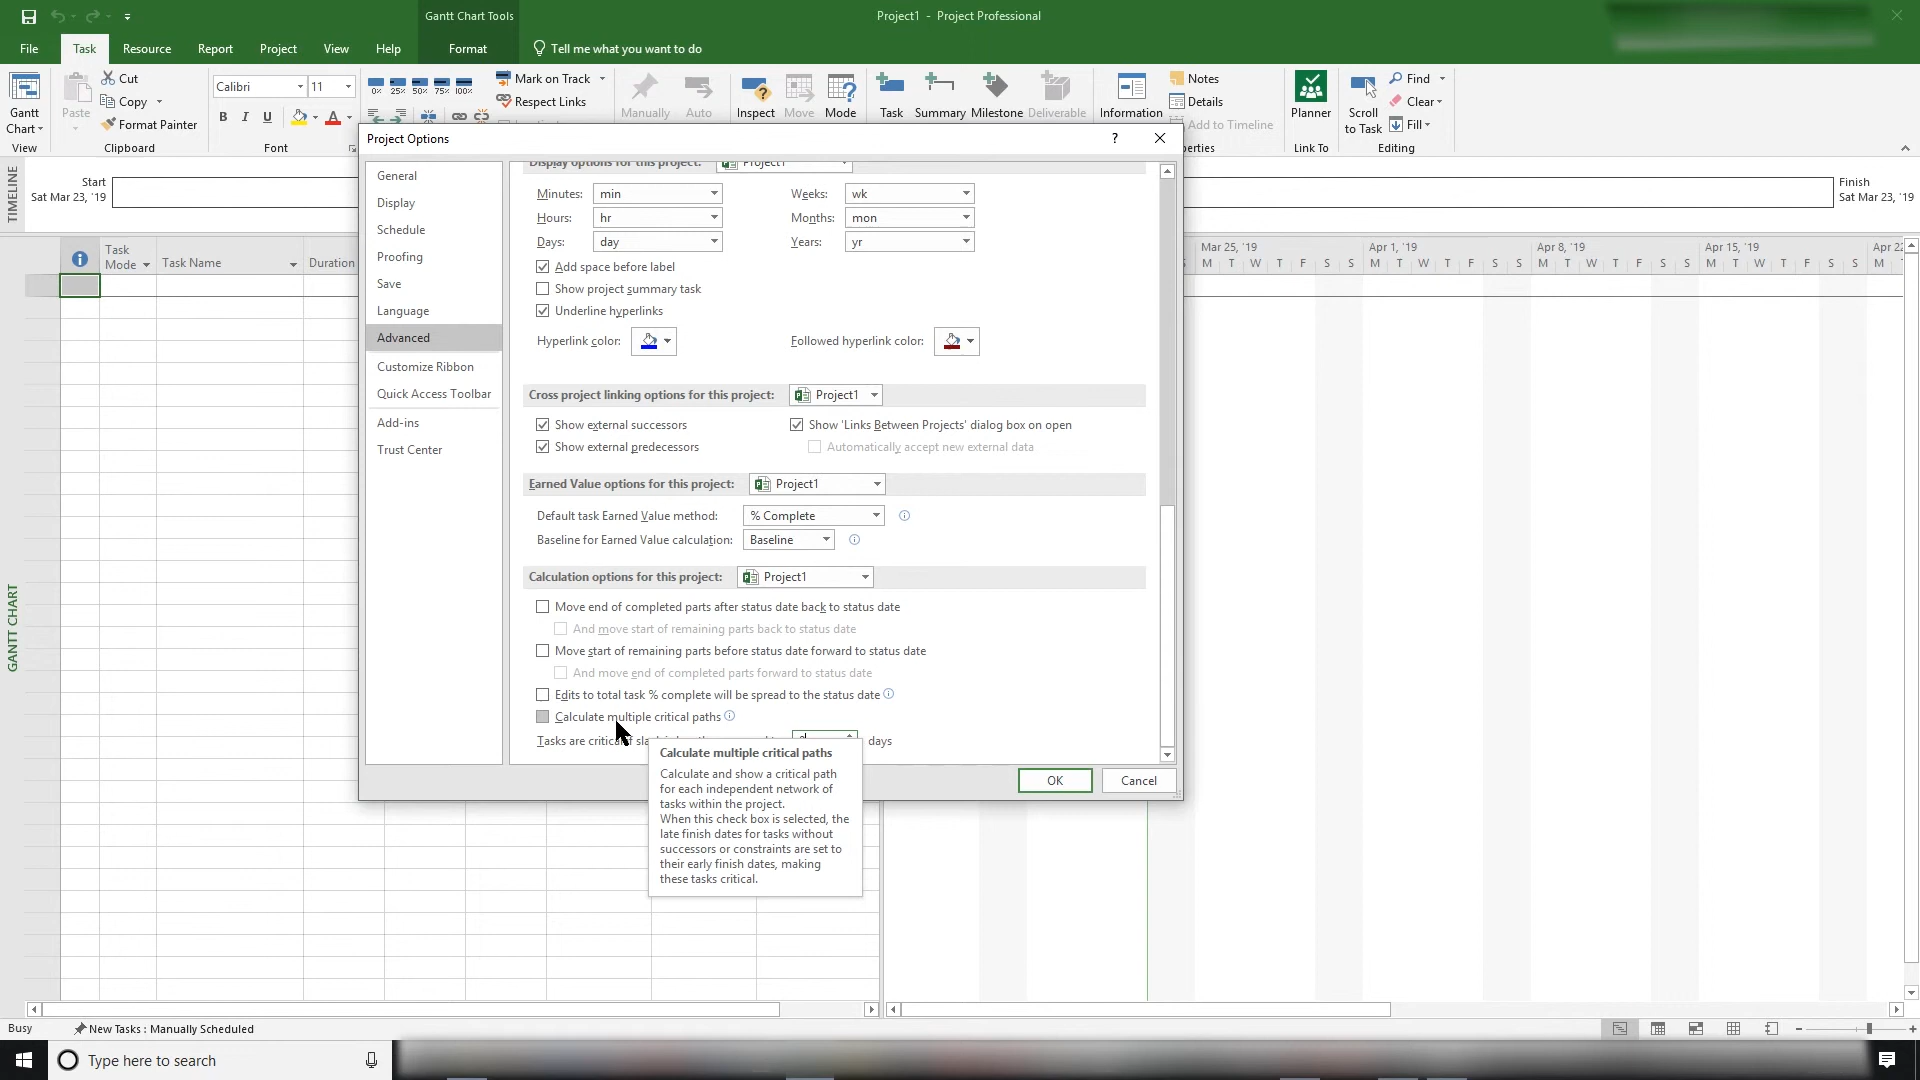 Gantt Chart Tools
Project1 - Project Professional
File
Task
Resource
Report
Project
View
Help
Format
Tell me what you want to do
Gantt
Chart
View
Paste
Cut
Copy
Format Painter
Clipboard
Calibri
11
B I U
Font
0% 25% 50% 75% 100%
Mark on Track
Respect Links
Manually
Auto
Inspect
Move
Mode
Task
Summary
Milestone
Deliverable
Information
Notes
Details
Add to Timeline
erties
Planner
Link To
Scroll
to Task
Find
Clear
Fill
Editing
TIMELINE
Start
Sat Mar 23, '19
Finish
Sat Mar 23, '19
GANTT CHART
Task
Mode
Task Name
Duration
Mar 25, '19
Apr 1, '19
Apr 8, '19
Apr 15, '19
Apr 22
M T W T F S S M T W T F S S M T W T F S S M T W T F S S M
Project Options
?
General
Display
Schedule
Proofing
Save
Language
Advanced
Customize Ribbon
Quick Access Toolbar
Add-ins
Trust Center
Display options for this project: Project1
Minutes: min
Weeks: wk
Hours: hr
Months: mon
Days: day
Years: yr
Add space before label
Show project summary task
Underline hyperlinks
Hyperlink color:
Followed hyperlink color:
Cross project linking options for this project: Project1
Show external successors
Show 'Links Between Projects' dialog box on open
Show external predecessors
Automatically accept new external data
Earned Value options for this project: Project1
Default task Earned Value method: % Complete
Baseline for Earned Value calculation: Baseline
Calculation options for this project: Project1
Move end of completed parts after status date back to status date
And move start of remaining parts back to status date
Move start of remaining parts before status date forward to status date
And move end of completed parts forward to status date
Edits to total task % complete will be spread to the status date
Calculate multiple critical paths
Tasks are critical if days
Calculate multiple critical paths
Calculate and show a critical path
for each independent network of
tasks within the project.
When this check box is selected, the
late finish dates for tasks without
successors or constraints are set to
their early finish dates, making
these tasks critical.
OK
Cancel
Busy
New Tasks : Manually Scheduled
Type here to search